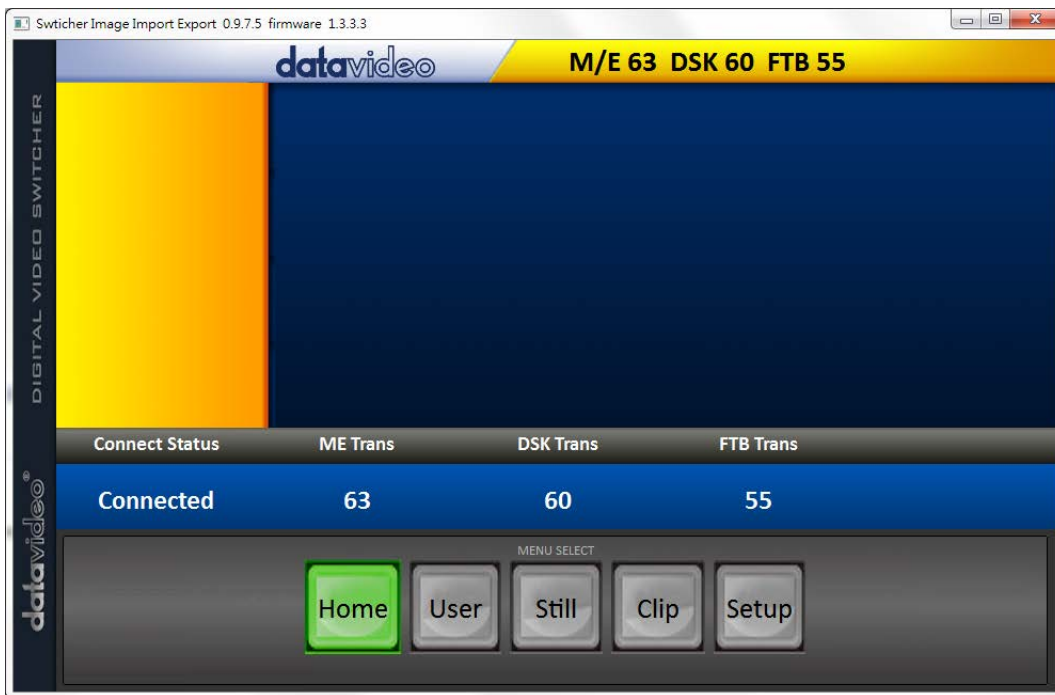 Swticher Image Import Export 0.9.7.5 firmware 1.3.3.3
datavideo
M/E 63 DSK 60 FTB 55
DIGITAL VIDEO SWITCHER
datavideo®
Connect Status ME Trans DSK Trans FTB Trans
Connected 63 60 55
MENU SELECT
Home User Still Clip Setup